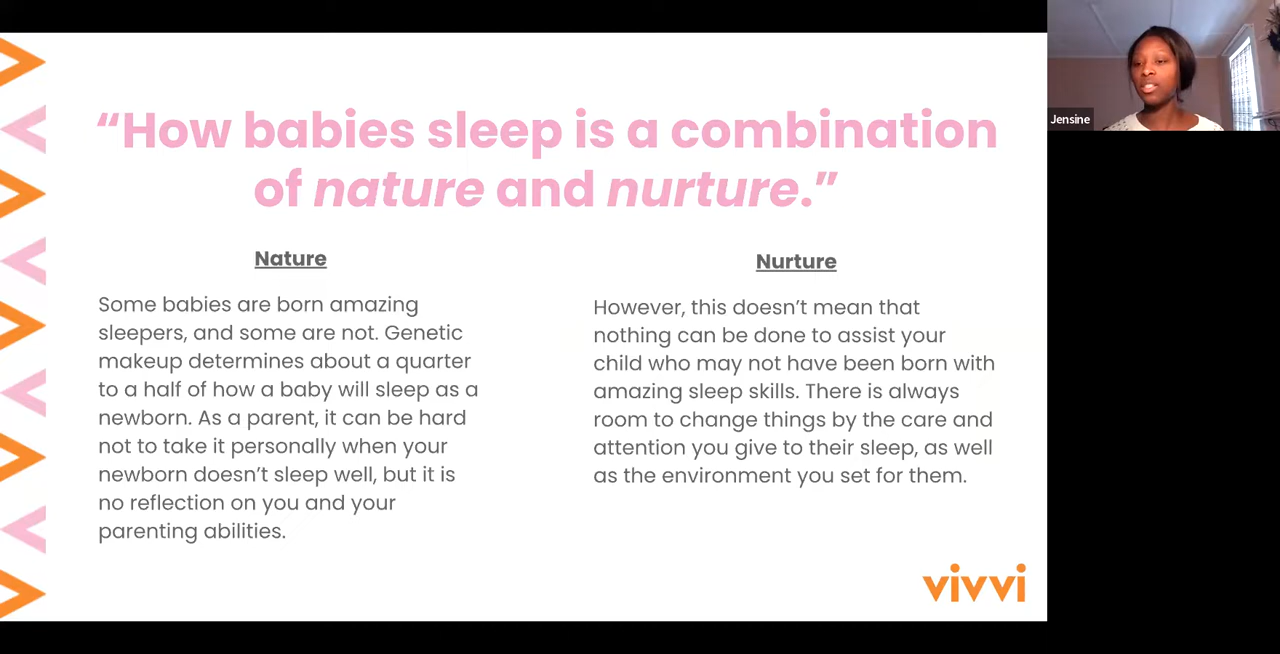 “How babies sleep is a combination
of nature and nurture.”
Nature
Some babies are born amazing
sleepers, and some are not. Genetic
makeup determines about a quarter
to a half of how a baby will sleep as a
newborn. As a parent, it can be hard
not to take it personally when your
newborn doesn’t sleep well, but it is
no reflection on you and your
parenting abilities.
Nurture
However, this doesn’t mean that
nothing can be done to assist your
child who may not have been born with
amazing sleep skills. There is always
room to change things by the care and
attention you give to their sleep, as well
as the environment you set for them.
vivvi
Jensine